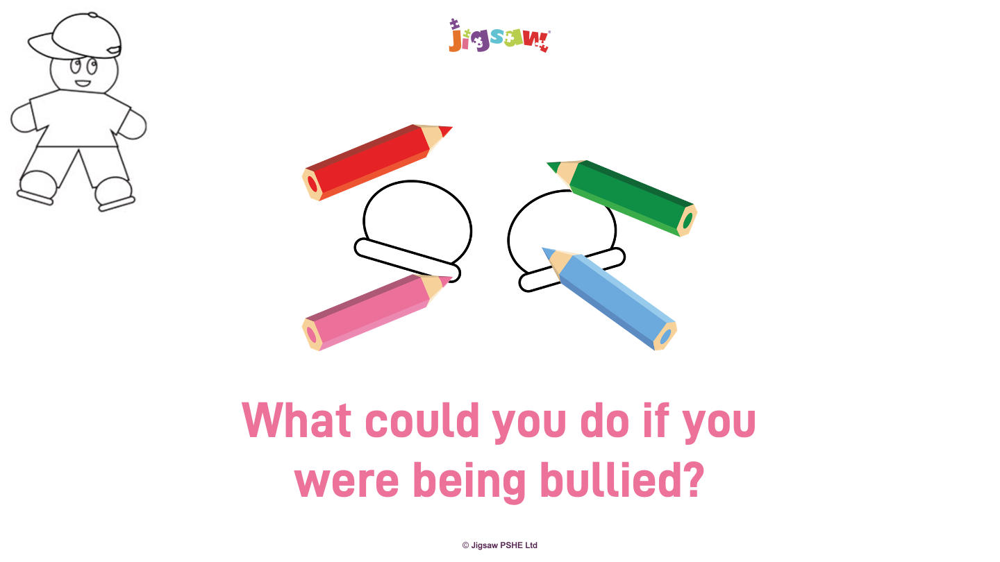 jigsaw
What could you do if you
were being bullied?
© Jigsaw PSHE Ltd